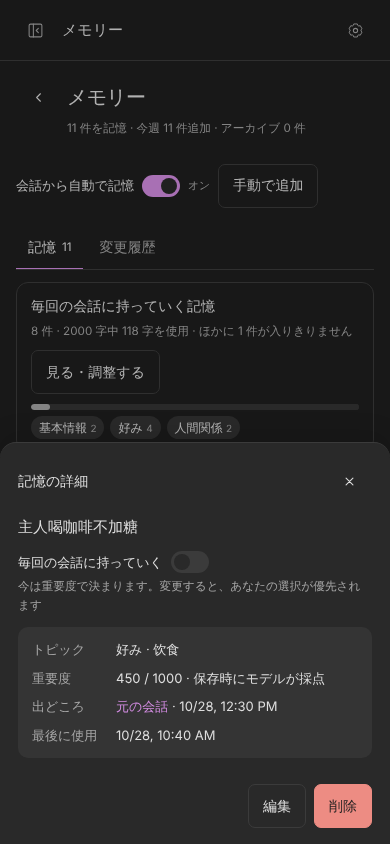 メモリー
メモリー
11 件を記憶 · 今週 11 件追加 · アーカイブ 0 件
会話から自動で記憶 オン 手動で追加
記憶 11 変更履歴
毎回の会話に持っていく記憶
8 件 · 2000 字中 118 字を使用 · ほかに 1 件が入りきりません
見る・調整する
基本情報 2 好み 4 人間関係 2
記憶の詳細
主人喝咖啡不加糖
毎回の会話に持っていく
今は重要度で決まります。変更すると、あなたの選択が優先され
ます
トピック 好み · 饮食
重要度 450 / 1000 · 保存時にモデルが採点
出どころ 元の会話 · 10/28, 12:30 PM
最後に使用 10/28, 10:40 AM
編集 削除